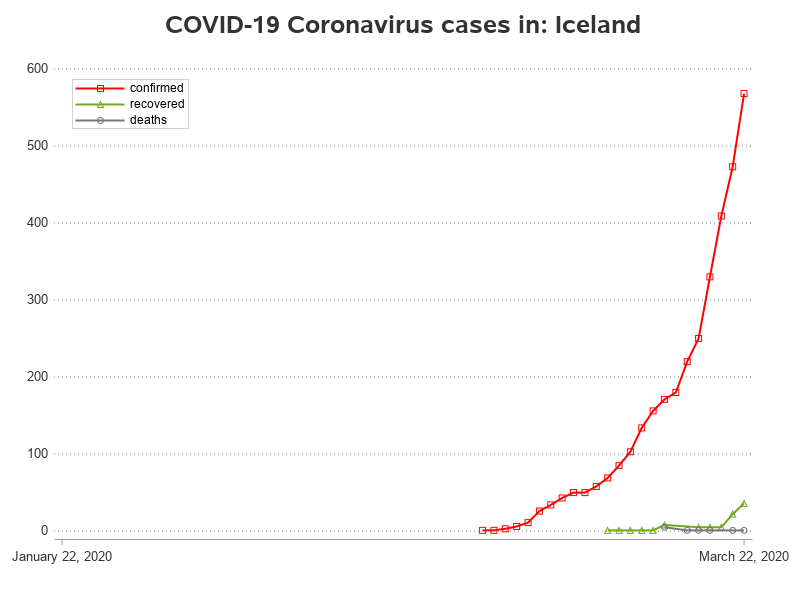 COVID-19 Coronavirus cases in: Iceland
600
confirmed
recovered
deaths
500
400
300
200
100
0
January 22, 2020 March 22, 2020